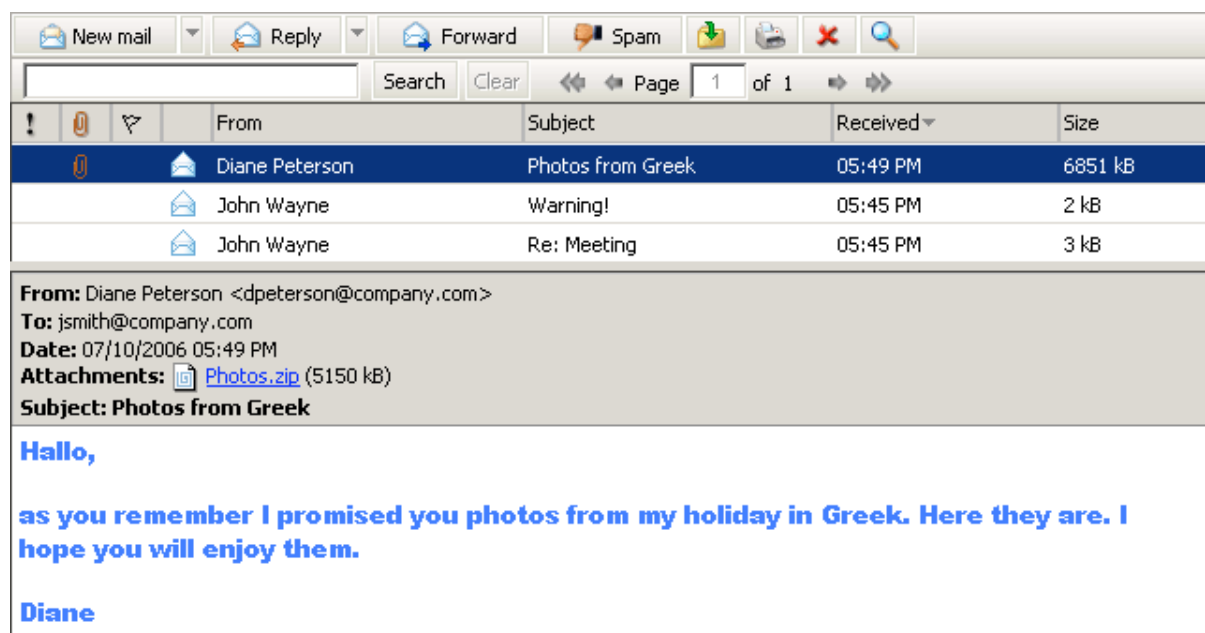 New mail Reply Forward Spam
Search Clear Page 1 of 1
! From Subject Received Size
Diane Peterson Photos from Greek 05:49 PM 6851 kB
John Wayne Warning! 05:45 PM 2 kB
John Wayne Re: Meeting 05:45 PM 3 kB
From: Diane Peterson <dpeterson@company.com>
To: jsmith@company.com
Date: 07/10/2006 05:49 PM
Attachments: Photos.zip (5150 kB)
Subject: Photos from Greek
Hallo,
as you remember I promised you photos from my holiday in Greek. Here they are. I
hope you will enjoy them.
Diane